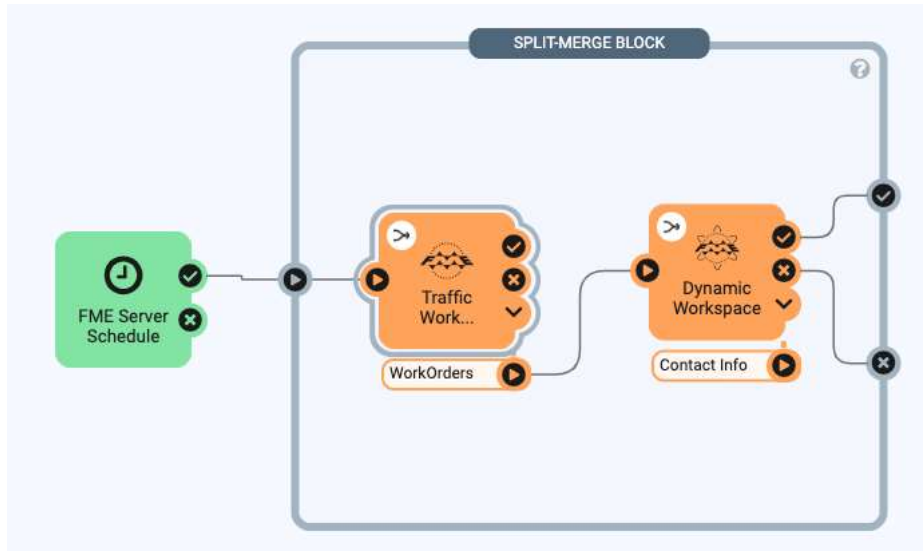 SPLIT-MERGE BLOCK
?
FME Server
Schedule
Traffic
Work...
WorkOrders
Dynamic
Workspace
Contact Info